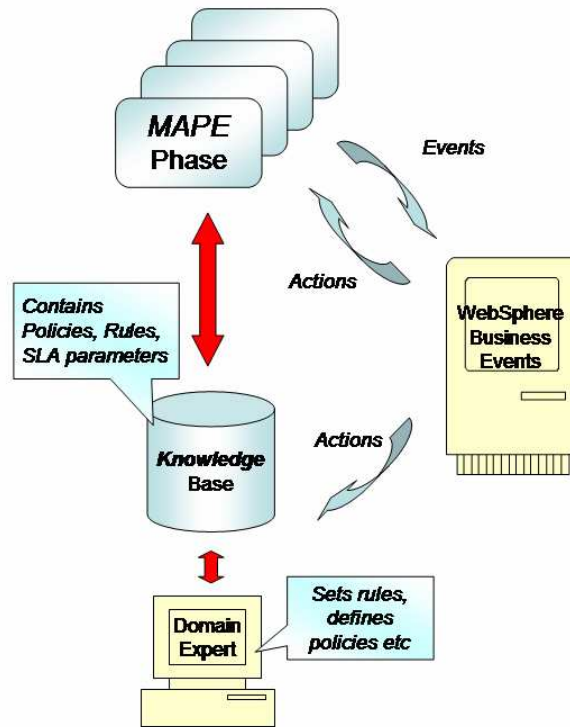 MAPE
Phase
Events
Actions
Contains
Policies, Rules,
SLA parameters
WebSphere
Business
Events
Knowledge
Base
Actions
Domain
Expert
Sets rules,
defines
policies etc